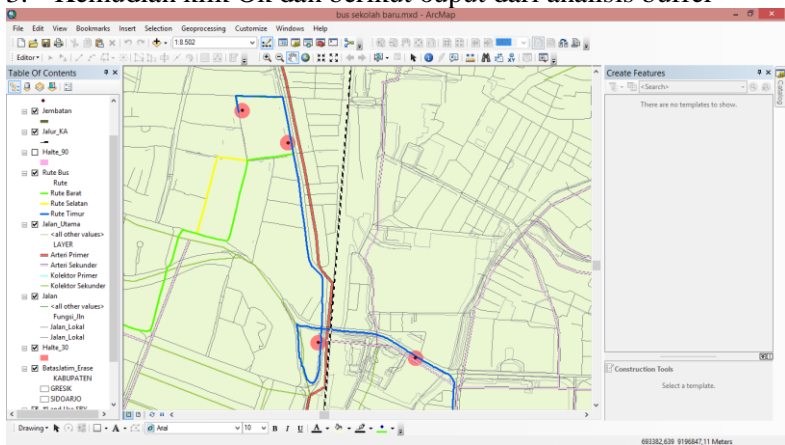 3. Kemudian klik Ok dan berikut ouput dari analisis buffer
bus sekolah baru.mxd - ArcMap
File Edit View Bookmarks Insert Selection Geoprocessing Customize Windows Help
1:8.502
Editor
Table Of Contents
Jembatan
Jalur_KA
Halte_90
Rute Bus
Rute
Rute Barat
Rute Selatan
Rute Timur
Jalan_Utama
<all other values>
LAYER
Arteri Primer
Arteri Sekunder
Kolektor Primer
Kolektor Sekunder
Jalan
<all other values>
Fungsi_Jln
Jalan_Lokal
Jalan_Lokal
Halte_30
BatasJatim_Erase
KABUPATEN
GRESIK
SIDOARJO
Create Features
<Search>
There are no templates to show.
Catalog
Construction Tools
Select a template.
Drawing A Arial 10 B I U A
693382,639 9196847,11 Meters